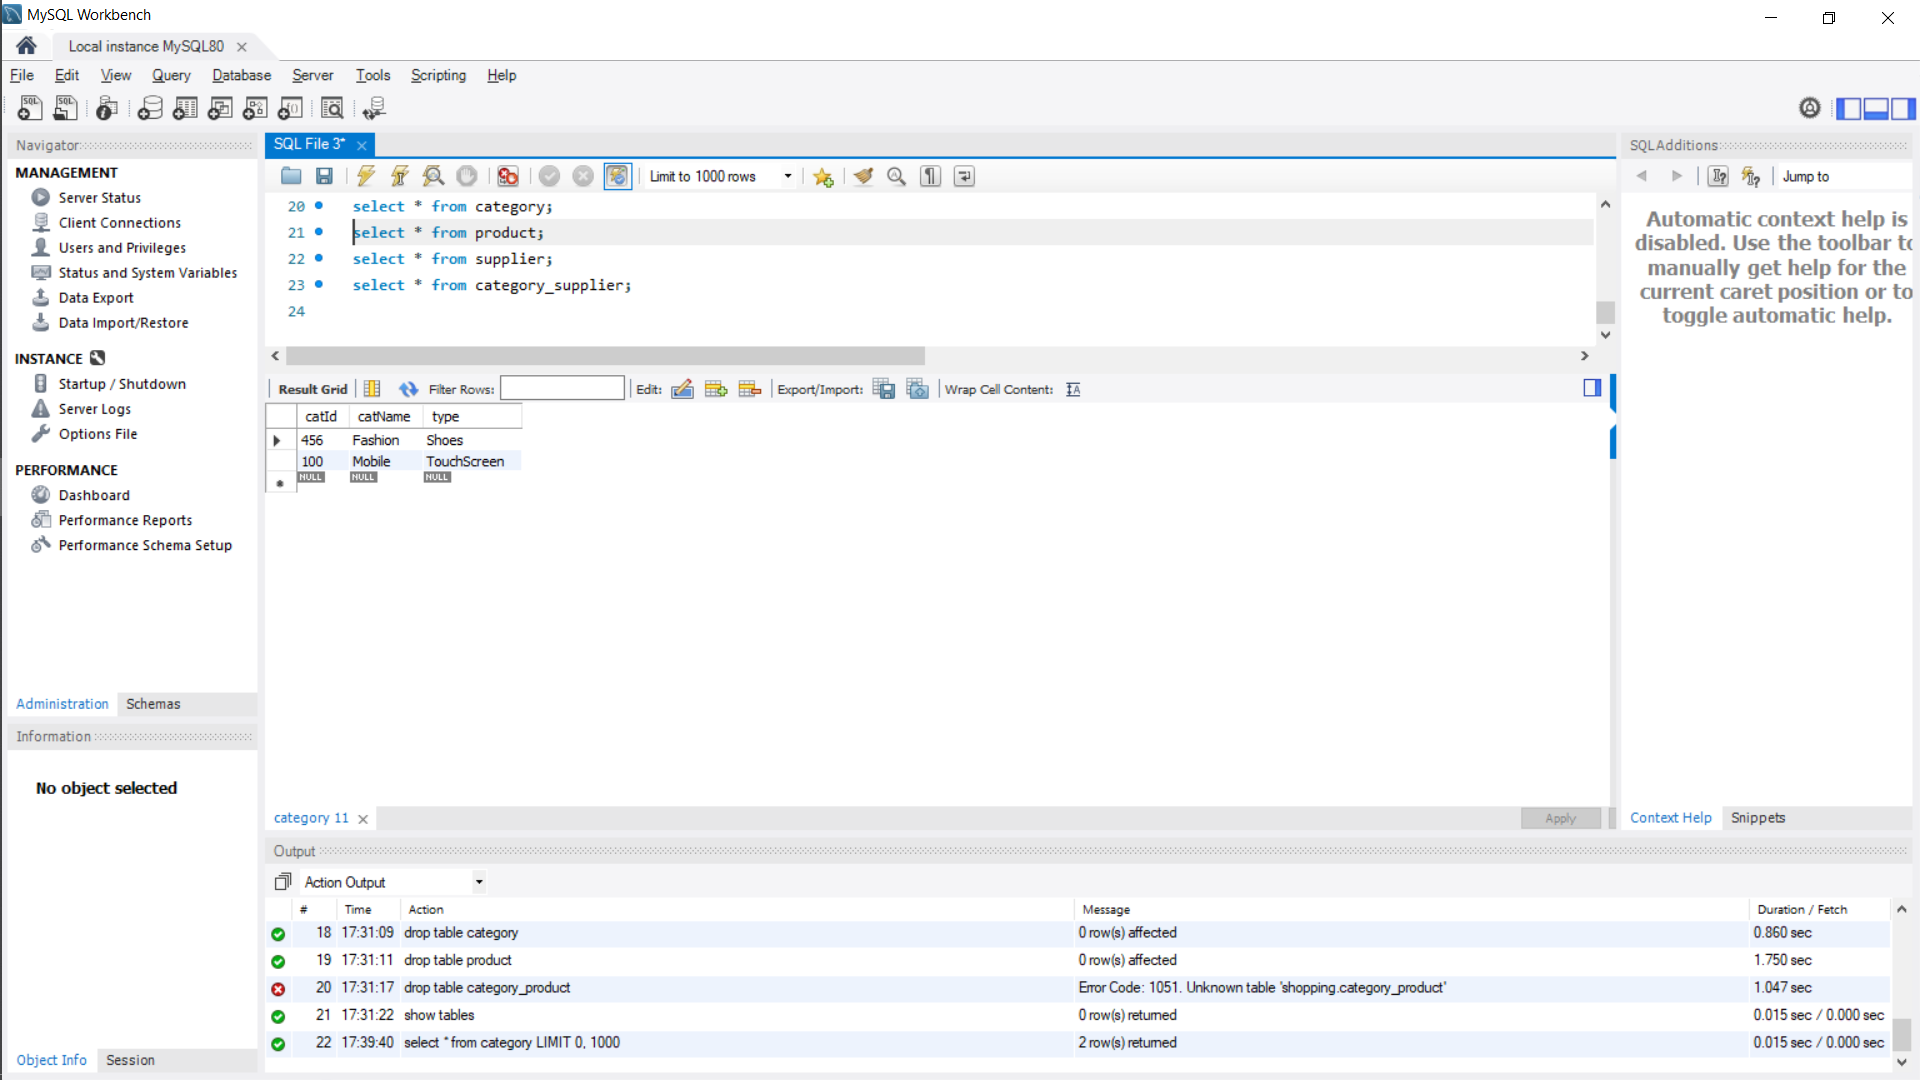 MySQL Workbench
Local instance MySQL80
File Edit View Query Database Server Tools Scripting Help
Navigator
MANAGEMENT
Server Status
Client Connections
Users and Privileges
Status and System Variables
Data Export
Data Import/Restore
INSTANCE
Startup / Shutdown
Server Logs
Options File
PERFORMANCE
Dashboard
Performance Reports
Performance Schema Setup
Administration Schemas
Information
No object selected
Object Info Session
SQL File 3*
Limit to 1000 rows
20 select * from category;
21 select * from product;
22 select * from supplier;
23 select * from category_supplier;
24
Result Grid Filter Rows: Edit: Export/Import: Wrap Cell Content:
catId catName type
456 Fashion Shoes
100 Mobile TouchScreen
NULL NULL NULL
category 11
Apply
SQLAdditions
Jump to
Automatic context help is
disabled. Use the toolbar to
manually get help for the
current caret position or to
toggle automatic help.
Context Help Snippets
Output
Action Output
# Time Action Message Duration / Fetch
18 17:31:09 drop table category 0 row(s) affected 0.860 sec
19 17:31:11 drop table product 0 row(s) affected 1.750 sec
20 17:31:17 drop table category_product Error Code: 1051. Unknown table 'shopping.category_product' 1.047 sec
21 17:31:22 show tables 0 row(s) returned 0.015 sec / 0.000 sec
22 17:39:40 select * from category LIMIT 0, 1000 2 row(s) returned 0.015 sec / 0.000 sec